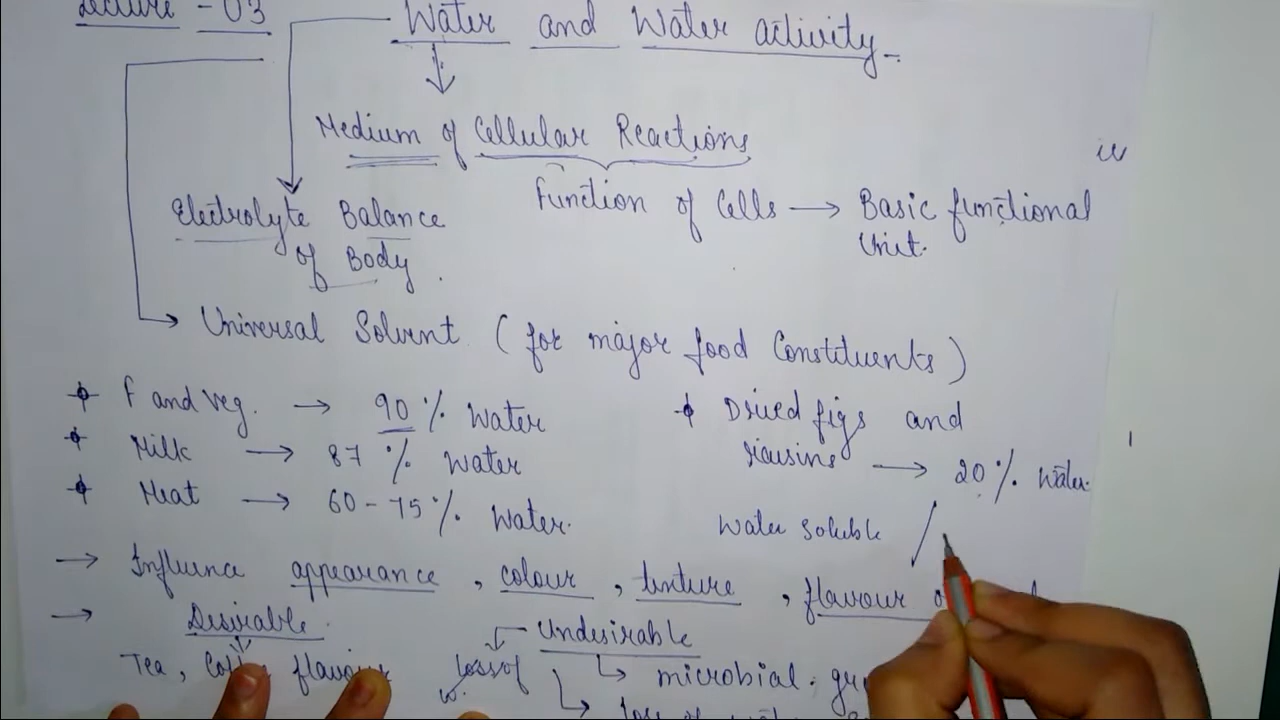 Lecture - 03
Water and Water activity.
Medium of Cellular Reactions
Function of Cells → Basic functional Unit.
Electrolyte Balance
of Body.
Universal Solvent (for major food Constituents)
F and Veg. → 90% Water
Milk → 87% Water
Meat → 60-75% Water.
Dried figs and
raisins → 20% Water
Water soluble
→ Influence appearance, colour, texture, flavour
→ Desirable
Undesirable
Tea,
loss of
microbial